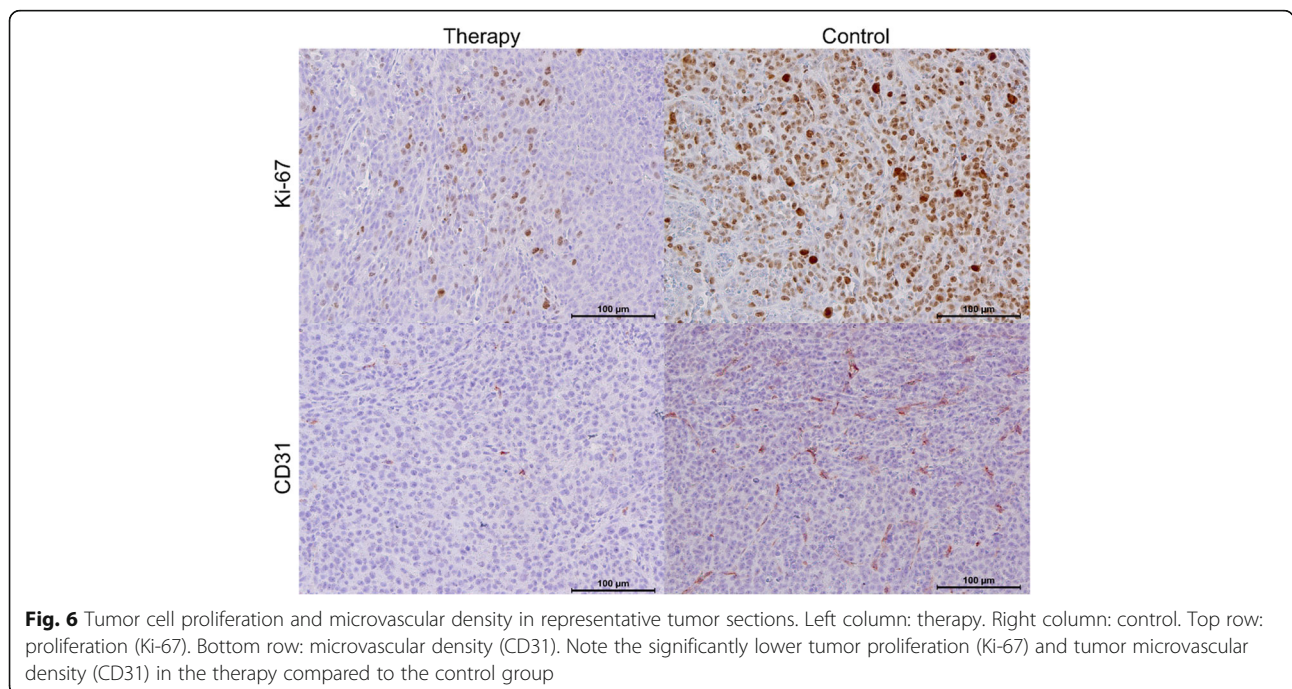 Therapy Control
Ki-67
100 µm 100 µm
CD31
100 µm 100 µm
Fig. 6 Tumor cell proliferation and microvascular density in representative tumor sections. Left column: therapy. Right column: control. Top row:
proliferation (Ki-67). Bottom row: microvascular density (CD31). Note the significantly lower tumor proliferation (Ki-67) and tumor microvascular
density (CD31) in the therapy compared to the control group